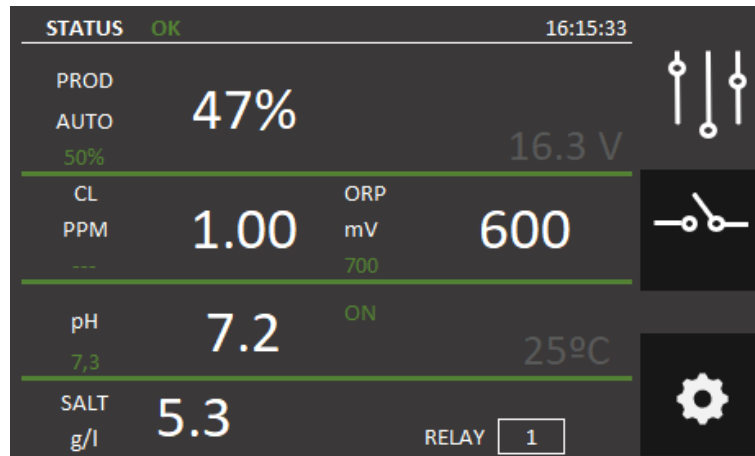 STATUS OK 16:15:33
PROD
AUTO
50%
47%
16.3 V
CL
PPM
---
1.00
ORP
mV
700
600
pH
7,3
7.2
ON
25ºC
SALT
g/l
5.3
RELAY 1